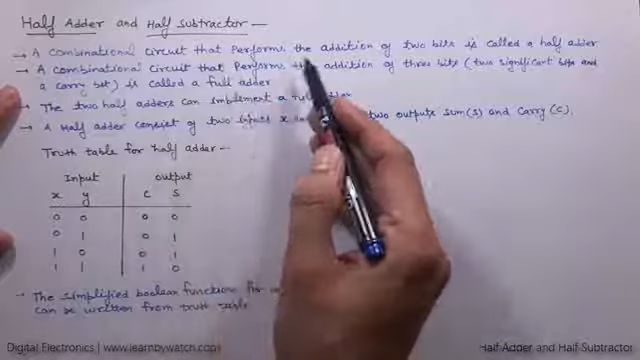 Half Adder and Half Subtractor —
→ A combinational circuit that performs the addition of two bits is called a half adder
→ A combinational circuit that performs the addition of three bits (two significant bits and
a carry bit) is called a full adder
→ The two half adders can implement a full adder
→ A Half adder consist of two inputs x two outputs sum(s) and carry (c).
Truth table for half adder —
Input output
x y c s
0 0 0 0
0 1 0 1
1 0 0 1
1 1 1 0
→ The simplified boolean function for
can be written from truth table
Digital Electronics | www.learnbywatch.com Half Adder and Half Subtractor